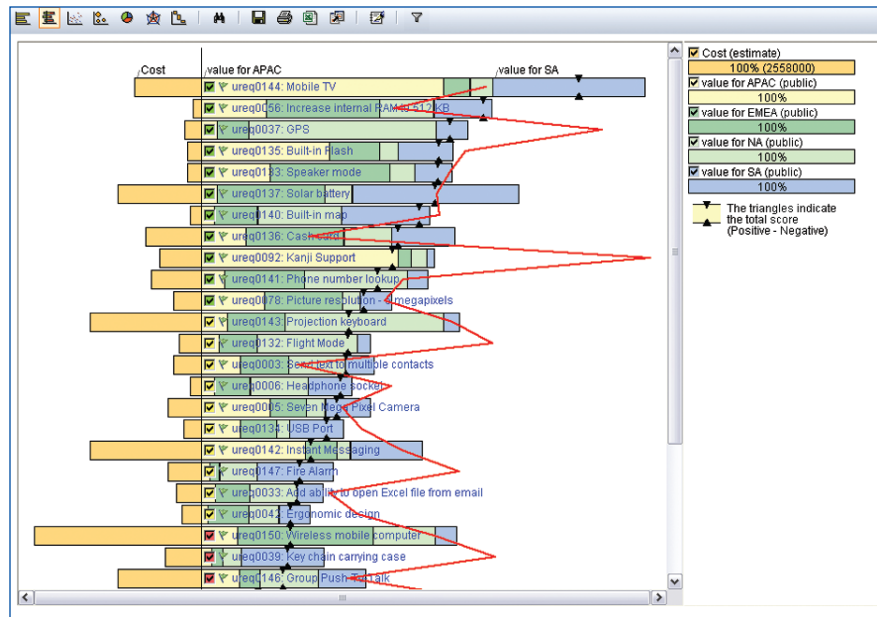 Cost value for APAC value for SA
ureq0144: Mobile TV
ureq0056: Increase internal RAM to 512 KB
ureq0037: GPS
ureq0135: Built-in Flash
ureq0133: Speaker mode
ureq0137: Solar battery
ureq0140: Built-in map
ureq0136: Cash card
ureq0092: Kanji Support
ureq0141: Phone number lookup
ureq0078: Picture resolution - megapixels
ureq0143: Projection keyboard
ureq0132: Flight Mode
ureq0003: Send text to multiple contacts
ureq0006: Headphone socket
ureq0005: Seven Mega Pixel Camera
ureq0134: USB Port
ureq0142: Instant Messaging
ureq0147: Fire Alarm
ureq0033: Add ability to open Excel file from email
ureq0042: Ergonomic design
ureq0150: Wireless mobile computer
ureq0039: Key chain carrying case
ureq0146: Group Push To Talk
Cost (estimate)
100% (2558000)
value for APAC (public)
100%
value for EMEA (public)
100%
value for NA (public)
100%
value for SA (public)
100%
The triangles indicate
the total score
(Positive - Negative)